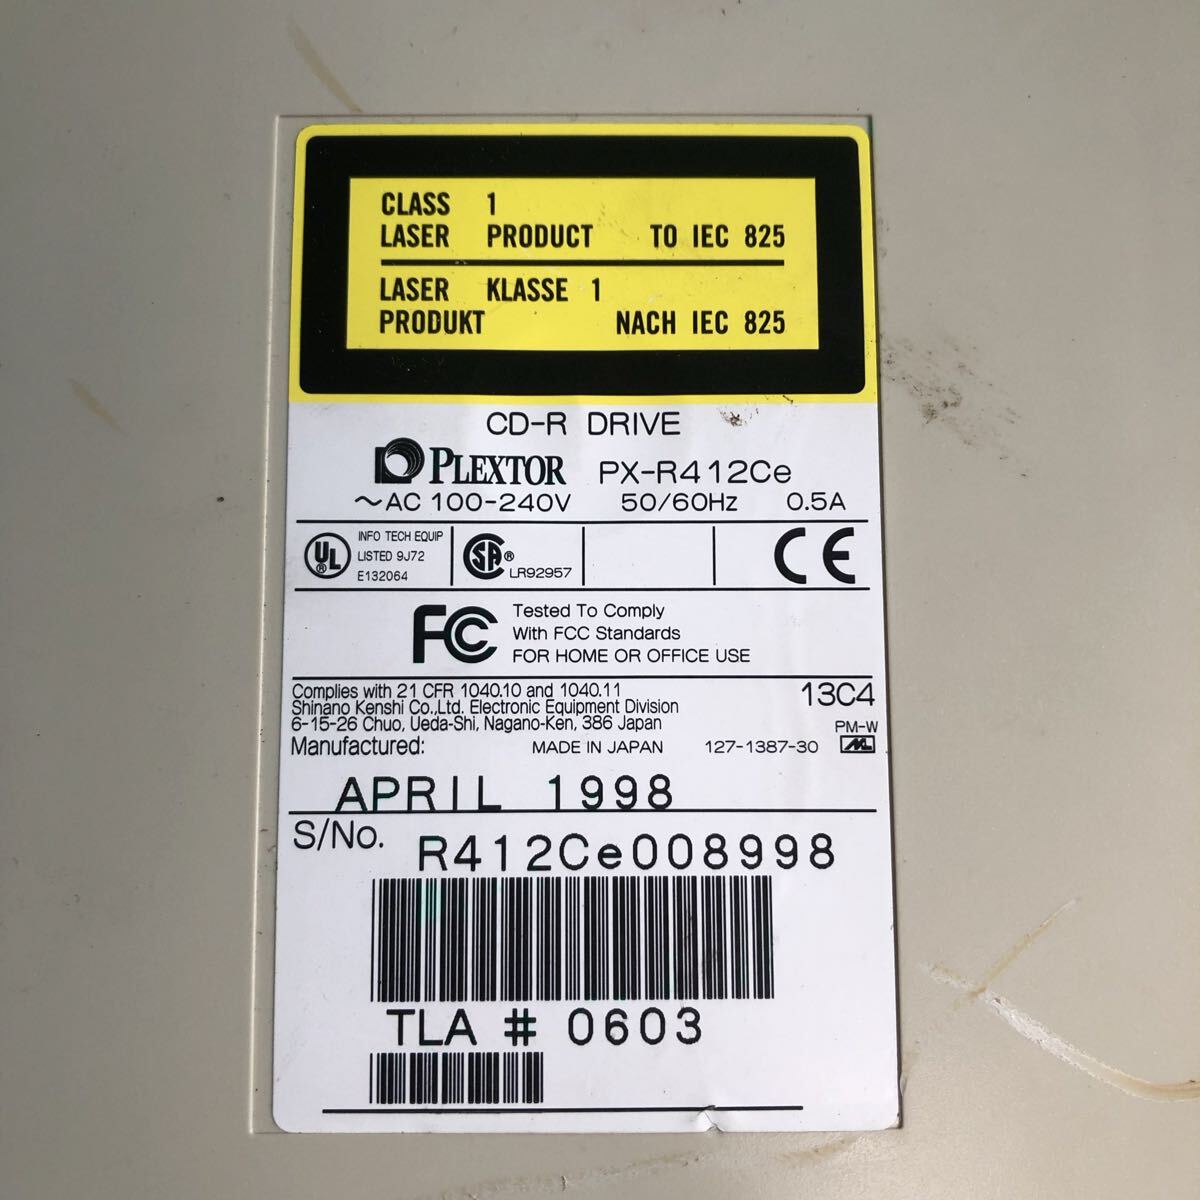 CLASS 1
LASER PRODUCT TO IEC 825
LASER KLASSE 1
PRODUKT NACH IEC 825
CD-R DRIVE
PLEXTOR PX-R412Ce
～AC 100-240V 50/60Hz 0.5A
UL ® INFO TECH EQUIP
LISTED 9J72
E132064
SA ® LR92957
CE
FC Tested To Comply
With FCC Standards
FOR HOME OR OFFICE USE
Complies with 21 CFR 1040.10 and 1040.11
Shinano Kenshi Co.,Ltd. Electronic Equipment Division
6-15-26 Chuo, Ueda-Shi, Nagano-Ken, 386 Japan
13C4
PM-W
Manufactured: MADE IN JAPAN 127-1387-30
APRIL 1998
S/No. R412Ce008998
TLA # 0603